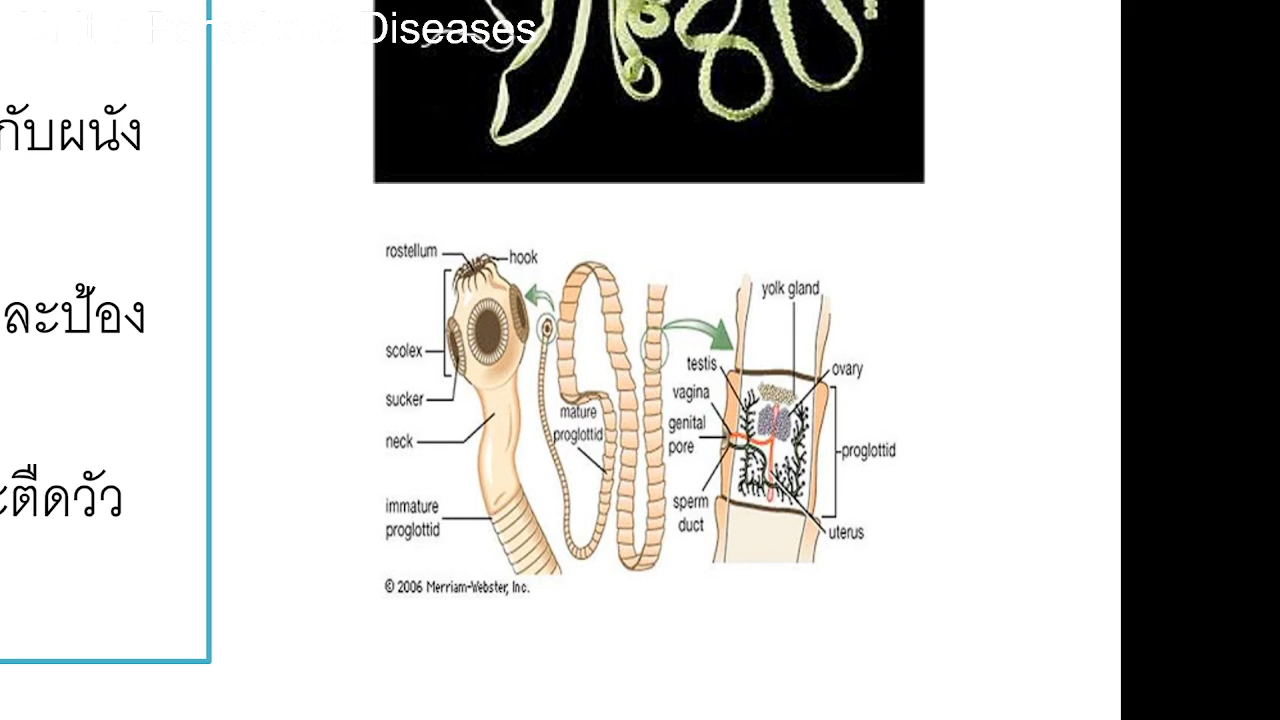 Diseases
กับผนัง
ละป้อง
ตืดวัว
rostellum
hook
scolex
sucker
neck
immature
proglottid
mature
proglottid
yolk gland
testis
ovary
vagina
genital
pore
proglottid
sperm
duct
uterus
© 2006 Merriam-Webster, Inc.